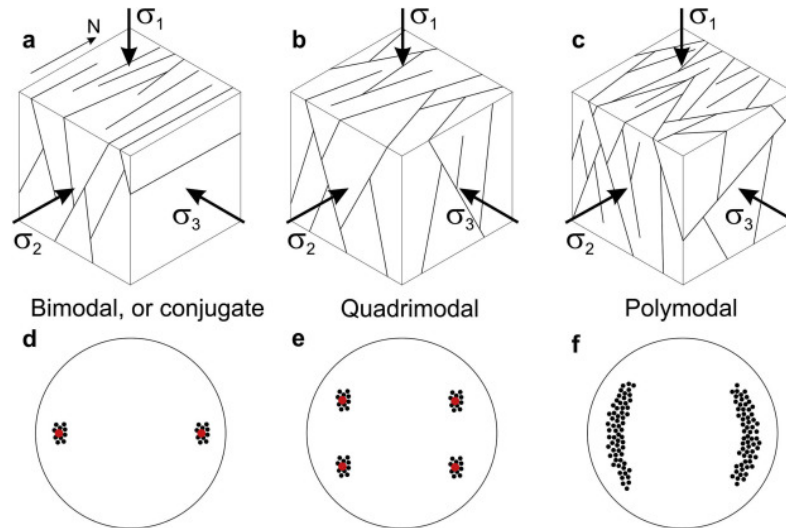 a
N
σ1
σ2
σ3
Bimodal, or conjugate
b
σ1
σ2
σ3
Quadrimodal
c
σ1
σ2
σ3
Polymodal
d
e
f